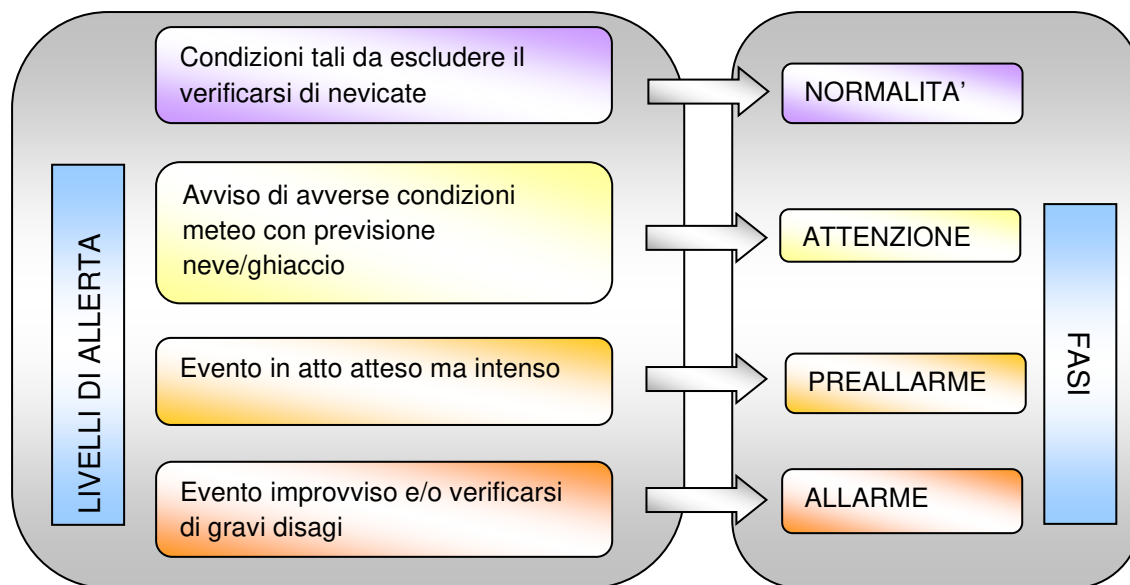 Condizioni tali da escludere il
verificarsi di nevicate
NORMALITA’
LIVELLI DI ALLERTA
Avviso di avverse condizioni
meteo con previsione
neve/ghiaccio
ATTENZIONE
FASI
Evento in atto atteso ma intenso
PREALLARME
Evento improvviso e/o verificarsi
di gravi disagi
ALLARME